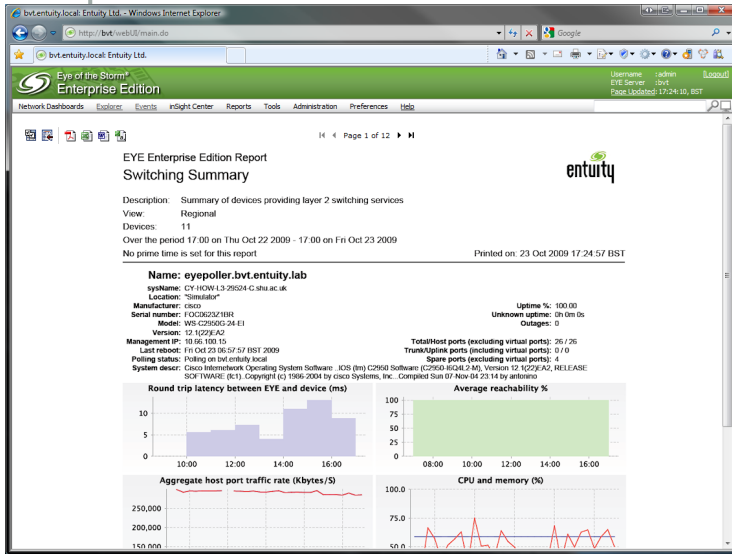 bvt.entuity.local: Entuity Ltd. - Windows Internet Explorer
http://bvt/webUI/main.do
Google
bvt.entuity.local: Entuity Ltd.
Eye of the Storm®
Enterprise Edition
Username :admin [Logout]
EYE Server :bvt
Page Updated: 17:24:10, BST
Network Dashboards Explorer Events inSight Center Reports Tools Administration Preferences Help
Page 1 of 12
EYE Enterprise Edition Report
Switching Summary
entuity
Description: Summary of devices providing layer 2 switching services
View: Regional
Devices: 11
Over the period 17:00 on Thu Oct 22 2009 - 17:00 on Fri Oct 23 2009
No prime time is set for this report
Printed on: 23 Oct 2009 17:24:57 BST
Name: eyepoller.bvt.entuity.lab
sysName: CY-HOW-L3-29524-C.shu.ac.uk
Location: "Simulator"
Manufacturer: cisco
Uptime %: 100.00
Serial number: FOC0623Z1BR
Unknown uptime: 0h 0m 0s
Model: WS-C2950G-24-EI
Outages: 0
Version: 12.1(22)EA2
Management IP: 10.66.100.15
Total/Host ports (excluding virtual ports): 26 / 26
Last reboot: Fri Oct 23 06:57:57 BST 2009
Trunk/Uplink ports (including virtual ports): 0 / 0
Polling status: Polling on bvt.entuity.local
Spare ports (excluding virtual ports): 4
System descr: Cisco Internetwork Operating System Software ..IOS (tm) C2950 Software (C2950-I6Q4L2-M), Version 12.1(22)EA2, RELEASE
SOFTWARE (fc1)..Copyright (c) 1986-2004 by cisco Systems, Inc...Compiled Sun 07-Nov-04 23:14 by antonino
Round trip latency between EYE and device (ms)
10
5
0
10:00 12:00 14:00 16:00
Average reachability %
100
75
50
25
0
08:00 10:00 12:00 14:00 16:00
Aggregate host port traffic rate (Kbytes/S)
250,000
200,000
150,000
CPU and memory (%)
100.0
75.0
50.0